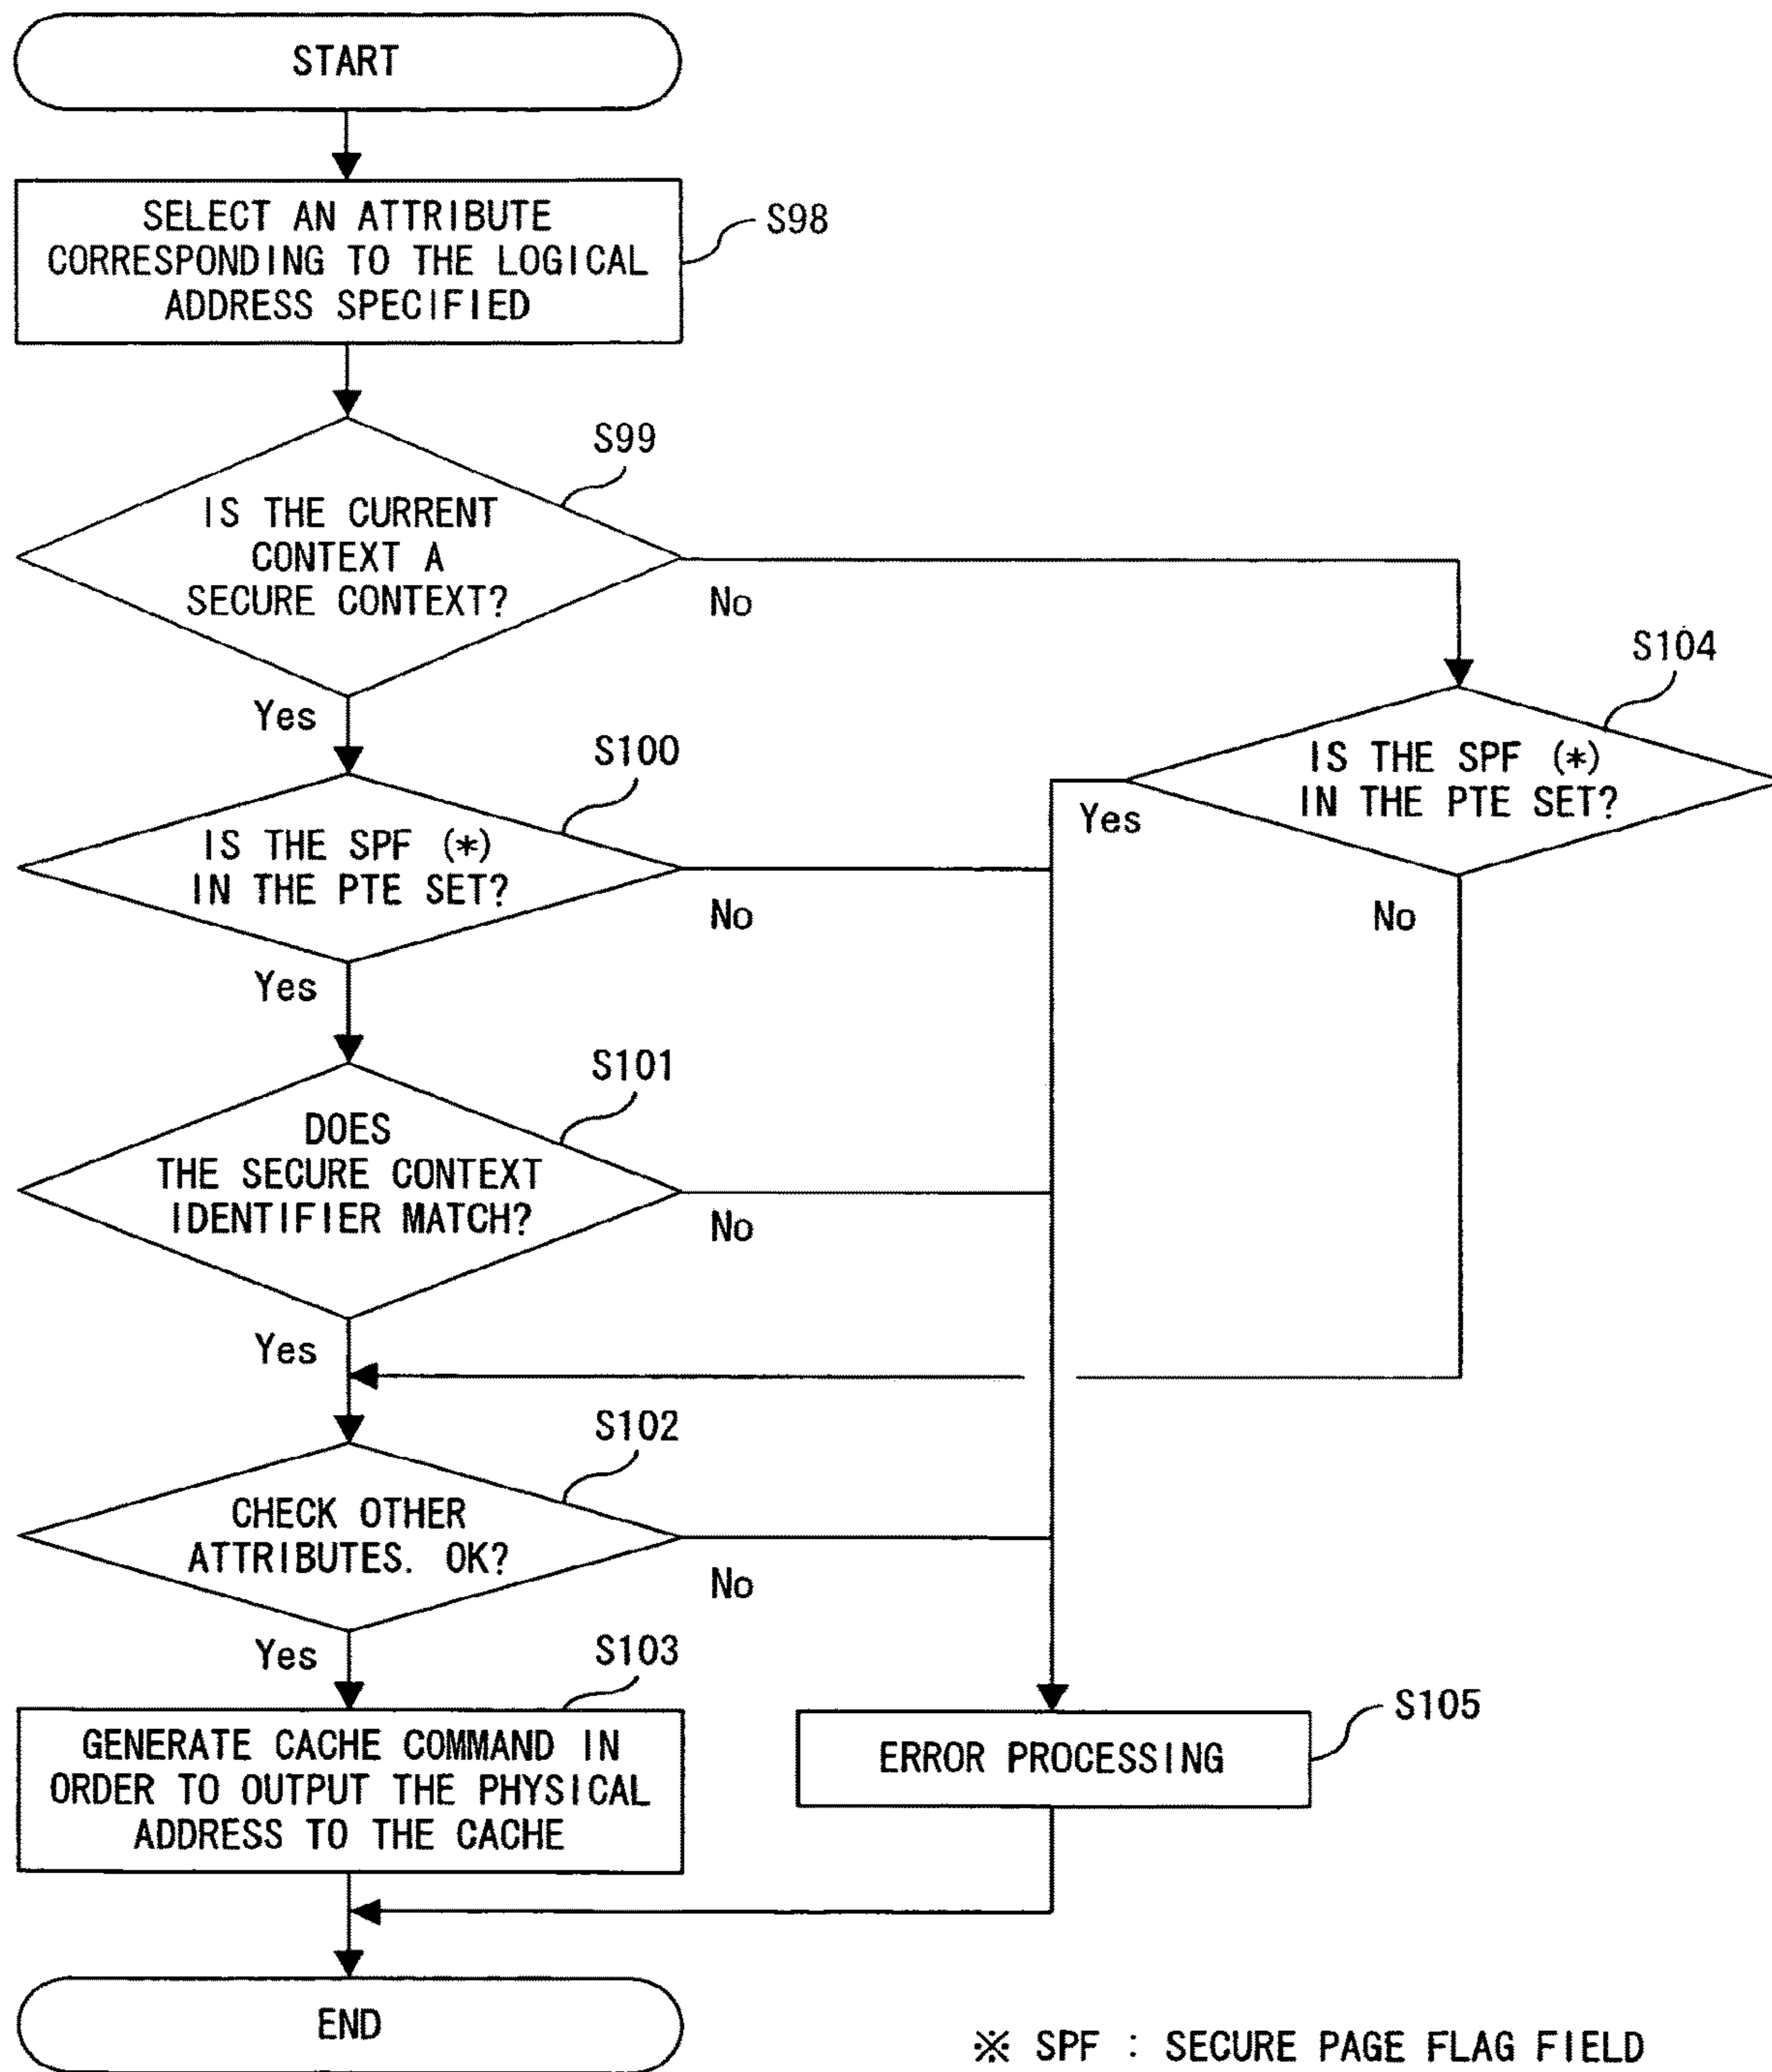 START
SELECT AN ATTRIBUTE
CORRESPONDING TO THE LOGICAL
ADDRESS SPECIFIED
S98
S99
IS THE CURRENT
CONTEXT A
SECURE CONTEXT?
No
Yes
S104
IS THE SPF (*)
IN THE PTE SET?
Yes
No
S100
IS THE SPF (*)
IN THE PTE SET?
No
Yes
S101
DOES
THE SECURE CONTEXT
IDENTIFIER MATCH?
No
Yes
S102
CHECK OTHER
ATTRIBUTES. OK?
No
Yes
S103
GENERATE CACHE COMMAND IN
ORDER TO OUTPUT THE PHYSICAL
ADDRESS TO THE CACHE
S105
ERROR PROCESSING
END
※ SPF : SECURE PAGE FLAG FIELD